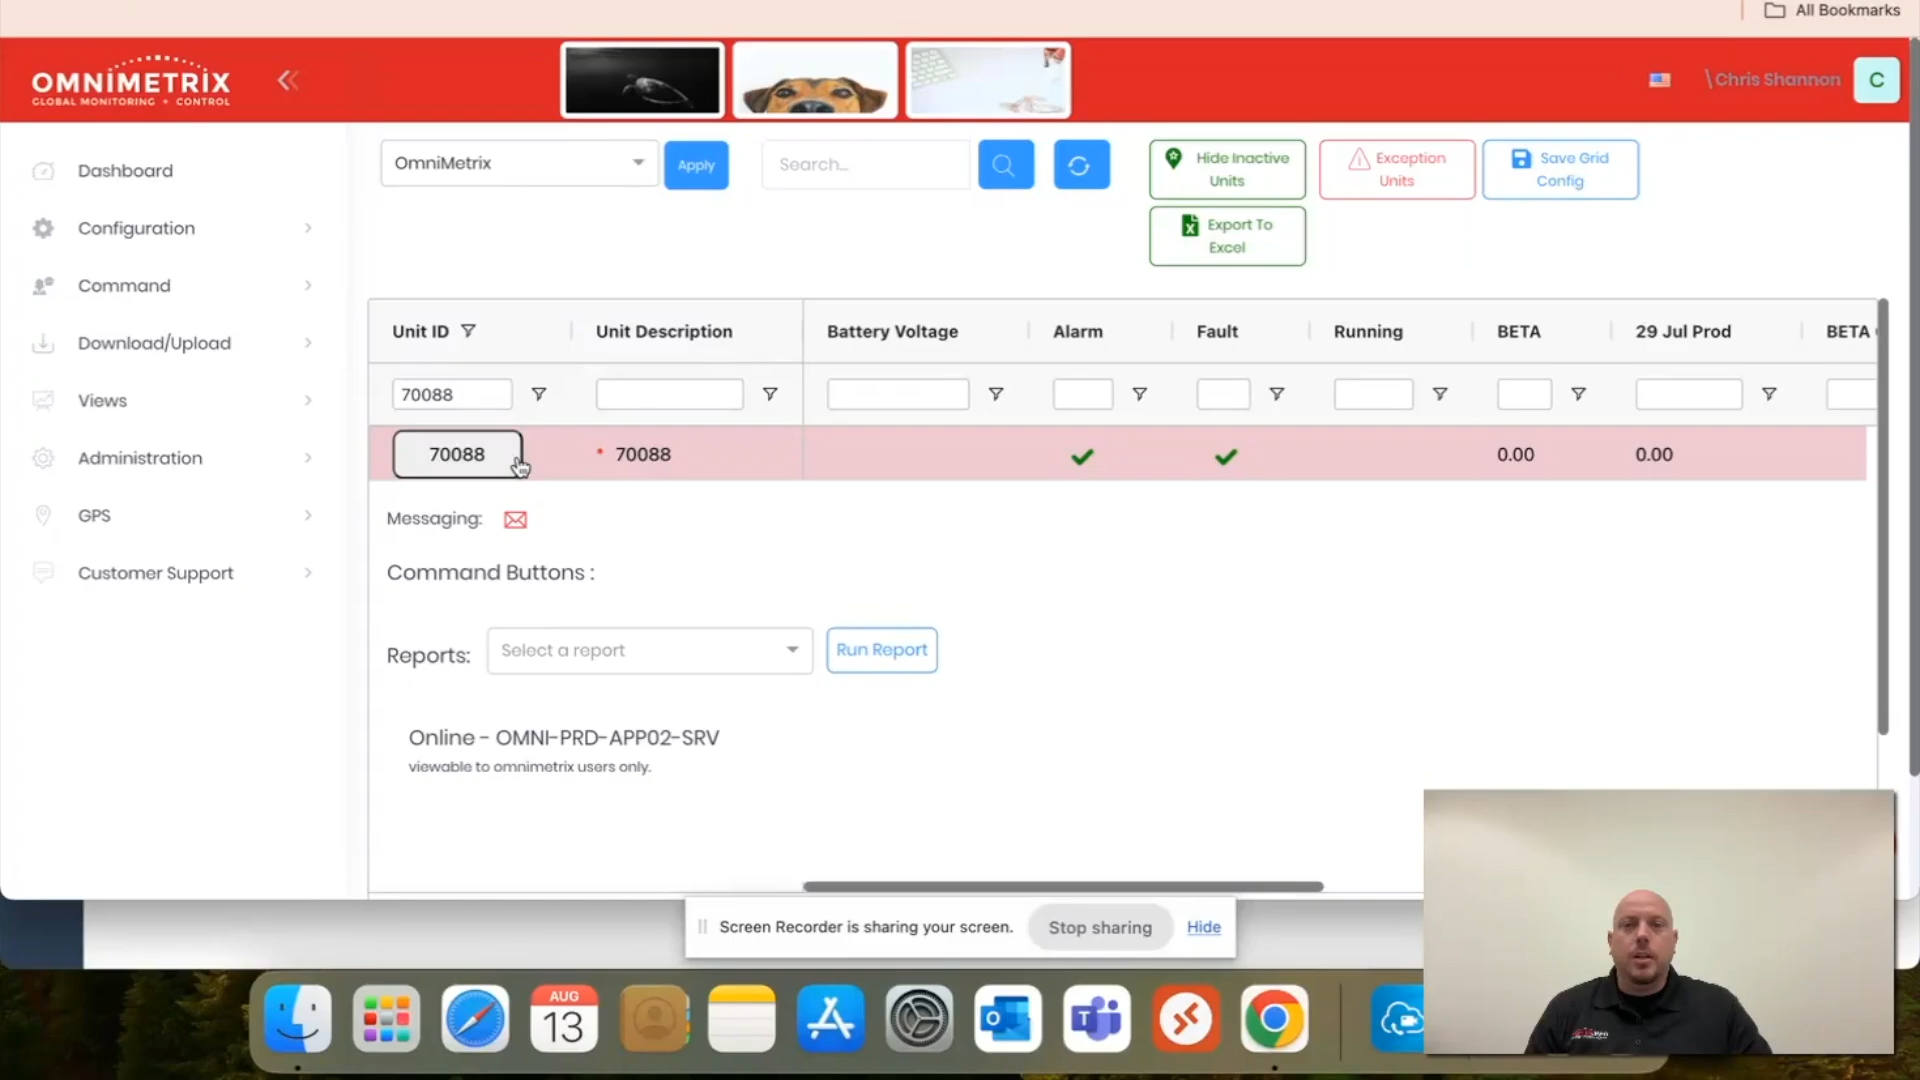 All Bookmarks
OMNIMETRIX
GLOBAL MONITORING • CONTROL
\Chris Shannon
C
Dashboard
Configuration
Command
Download/Upload
Views
Administration
GPS
Customer Support
OmniMetrix
Apply
Search...
Hide Inactive
Units
Exception
Units
Save Grid
Config
Export To
Excel
Unit ID
Unit Description
Battery Voltage
Alarm
Fault
Running
BETA
29 Jul Prod
BETA
70088
70088
* 70088
0.00
0.00
Messaging:
Command Buttons :
Reports:
Select a report
Run Report
Online - OMNI-PRD-APP02-SRV
viewable to omnimetrix users only.
Screen Recorder is sharing your screen.
Stop sharing
Hide
AUG
13